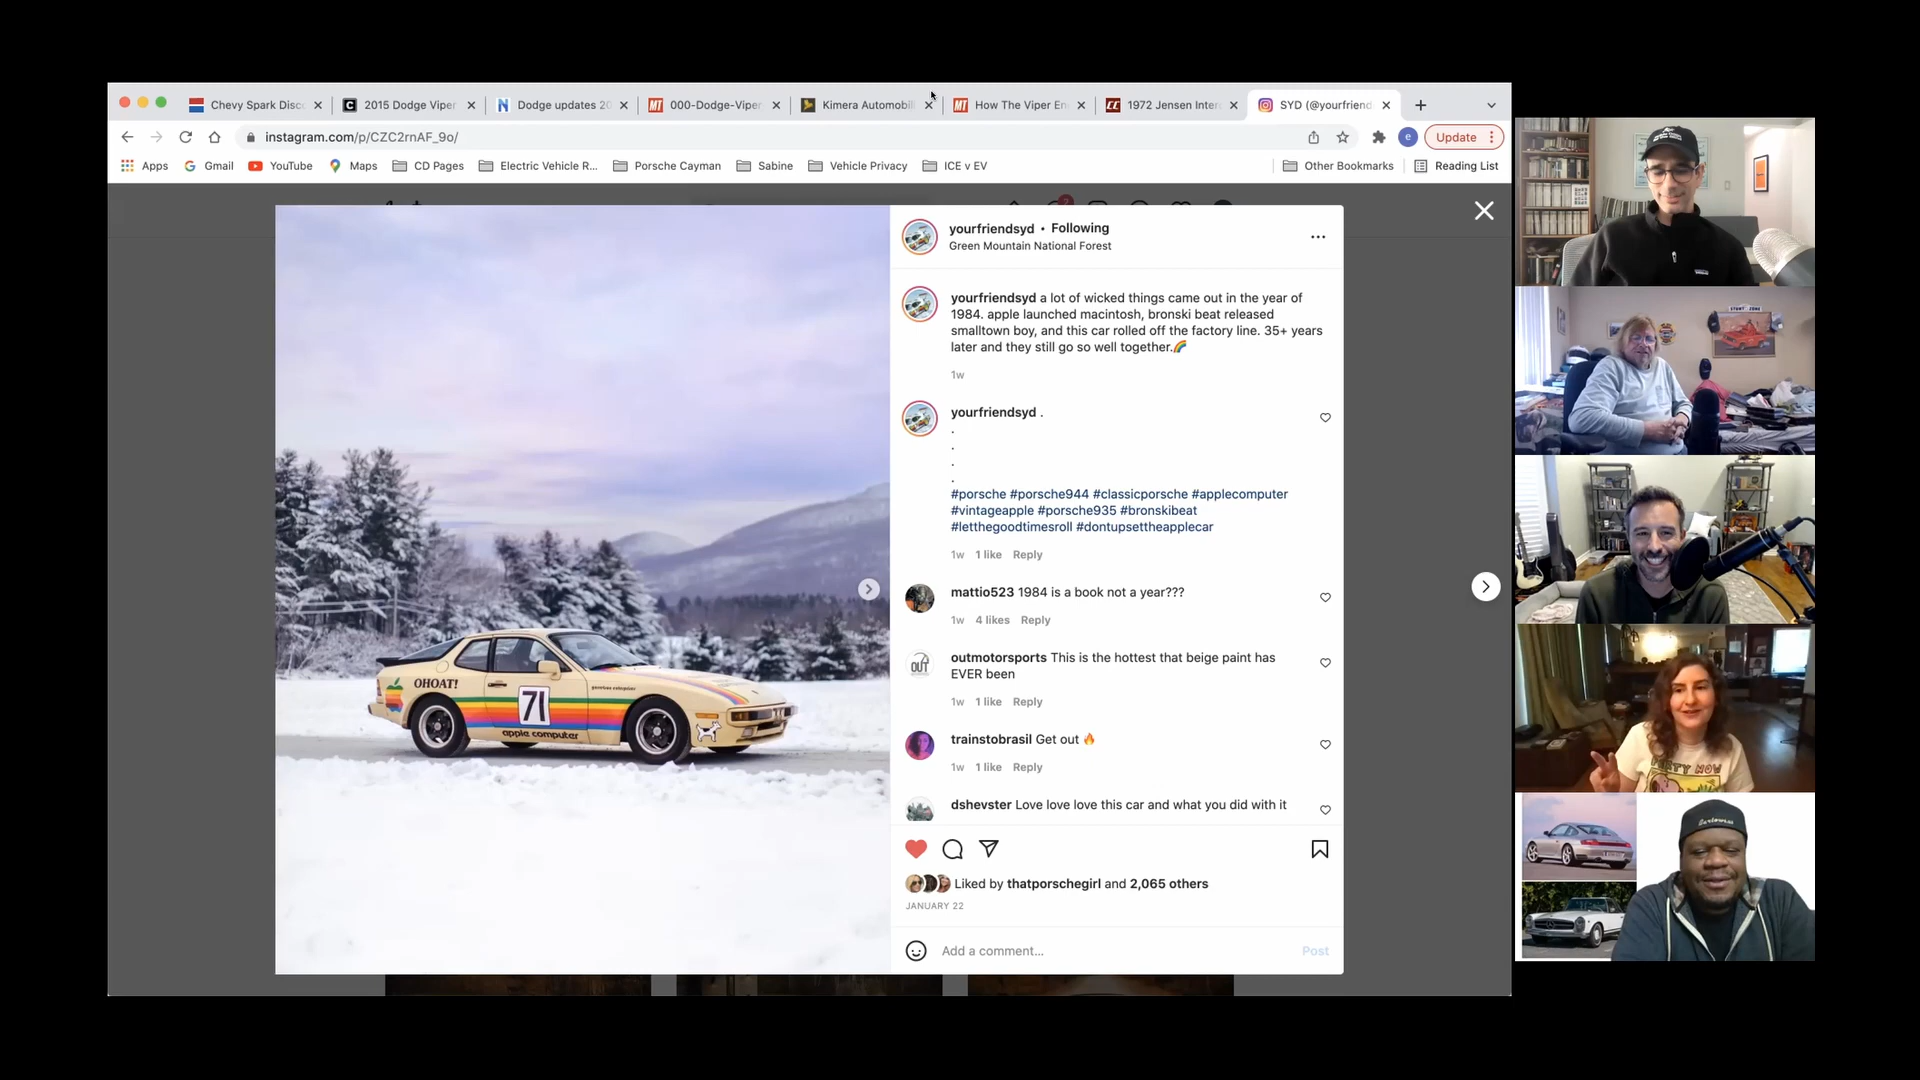 Chevy Spark Disc
2015 Dodge Viper
Dodge updates 20
000-Dodge-Viper
Kimera Automobil
How The Viper En
1972 Jensen Inter
SYD (@yourfriend
instagram.com/p/CZC2rnAF_9o/
e
Update
Apps
Gmail
YouTube
Maps
CD Pages
Electric Vehicle R...
Porsche Cayman
Sabine
Vehicle Privacy
ICE v EV
Other Bookmarks
Reading List
yourfriendsyd • Following
Green Mountain National Forest
yourfriendsyd a lot of wicked things came out in the year of
1984. apple launched macintosh, bronski beat released
smalltown boy, and this car rolled off the factory line. 35+ years
later and they still go so well together.🌈
1w
yourfriendsyd .
.
.
.
.
#porsche #porsche944 #classicporsche #applecomputer
#vintageapple #porsche935 #bronskibeat
#letthegoodtimesroll #dontupsettheapplecar
1w 1 like Reply
mattio523 1984 is a book not a year???
1w 4 likes Reply
OUT
outmotorsports This is the hottest that beige paint has
EVER been
1w 1 like Reply
trainstobrasil Get out 🔥
1w 1 like Reply
dshevster Love love love this car and what you did with it
Liked by thatporschegirl and 2,065 others
JANUARY 22
Add a comment...
Post
OHOAT!
71
apple computer
STUNT ZONE
PARTY NOW